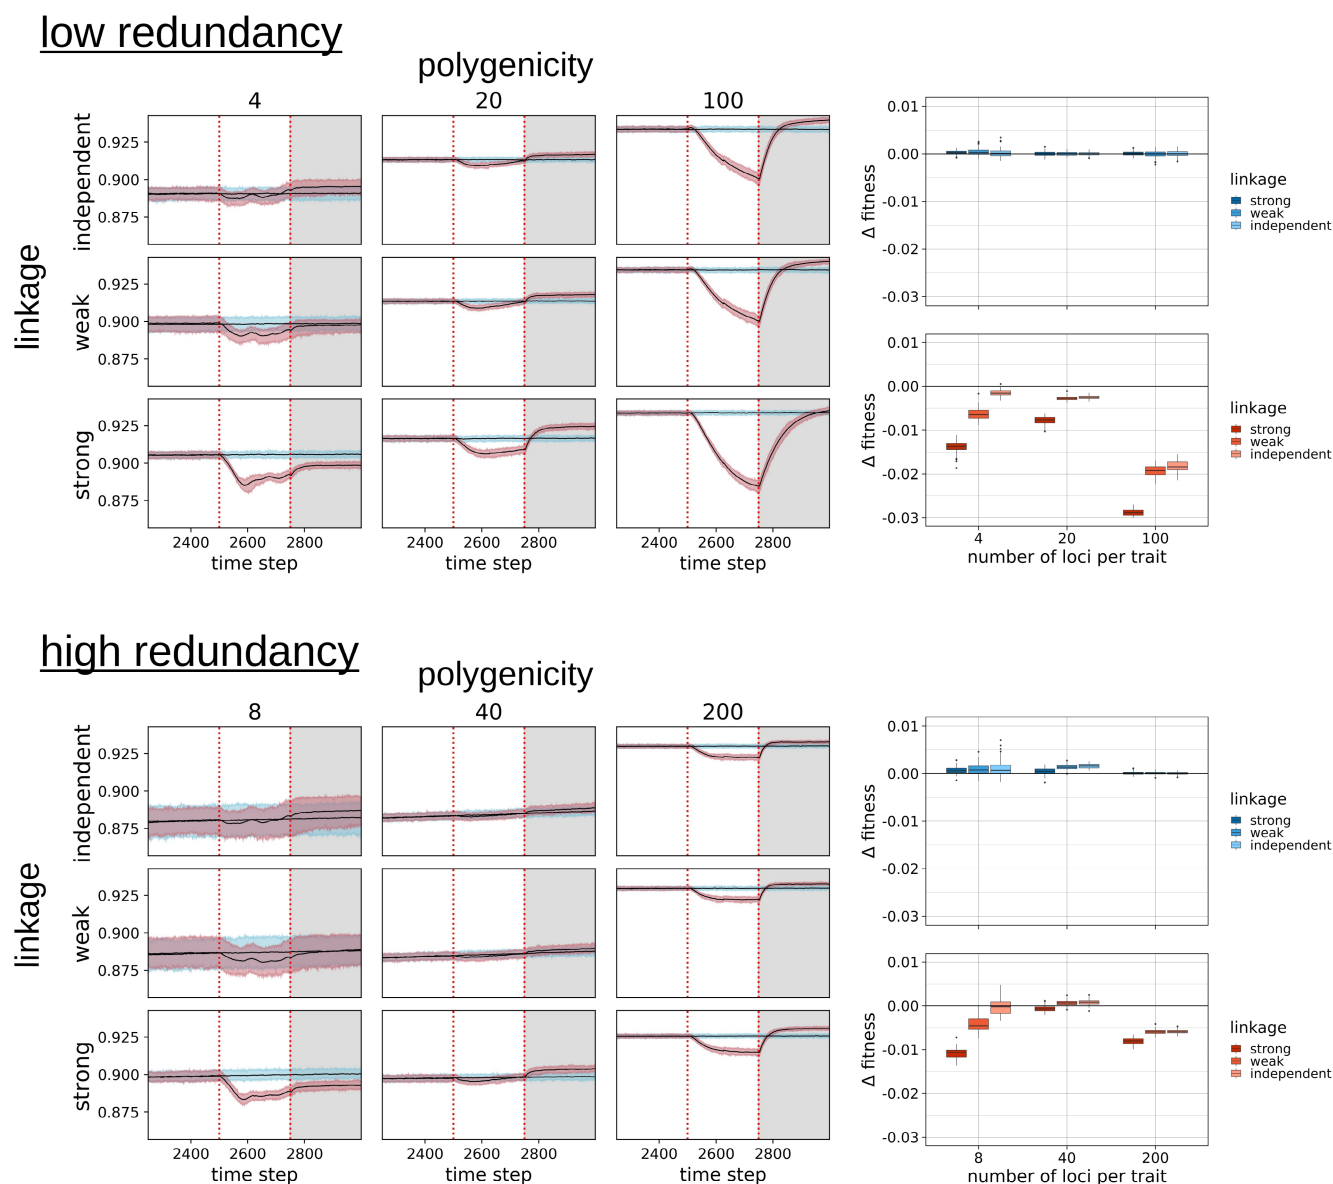 low redundancy
polygenicity
4 20 100
linkage
independent
0.925
0.900
0.875
weak
0.925
0.900
0.875
strong
0.925
0.900
0.875
2400 2600 2800 2400 2600 2800 2400 2600 2800
time step time step time step
Δ fitness
0.01
0.00
-0.01
-0.02
-0.03
linkage
strong
weak
independent
Δ fitness
0.01
0.00
-0.01
-0.02
-0.03
4 20 100
number of loci per trait
linkage
strong
weak
independent
high redundancy
polygenicity
8 40 200
linkage
independent
0.925
0.900
0.875
weak
0.925
0.900
0.875
strong
0.925
0.900
0.875
2400 2600 2800 2400 2600 2800 2400 2600 2800
time step time step time step
Δ fitness
0.01
0.00
-0.01
-0.02
-0.03
linkage
strong
weak
independent
Δ fitness
0.01
0.00
-0.01
-0.02
-0.03
8 40 200
number of loci per trait
linkage
strong
weak
independent